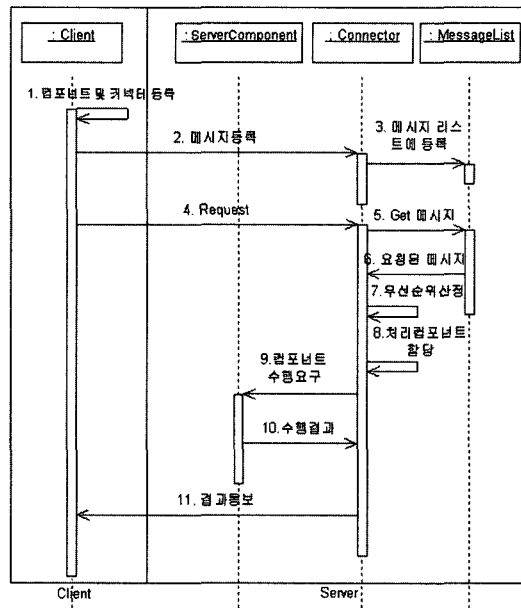 : Client
: ServerComponent
: Connector
: MessageList
1. 컴포넌트 및 커넥터 등록
2. 메시지등록
3. 메시지 리스
트에 등록
4. Request
5. Get 메시지
6. 요청된 메시지
7.우선순위산정
8.처리컴포넌트
할당
9.컴포넌트
수행요구
10.수행결과
11. 결과통보
Client
Server